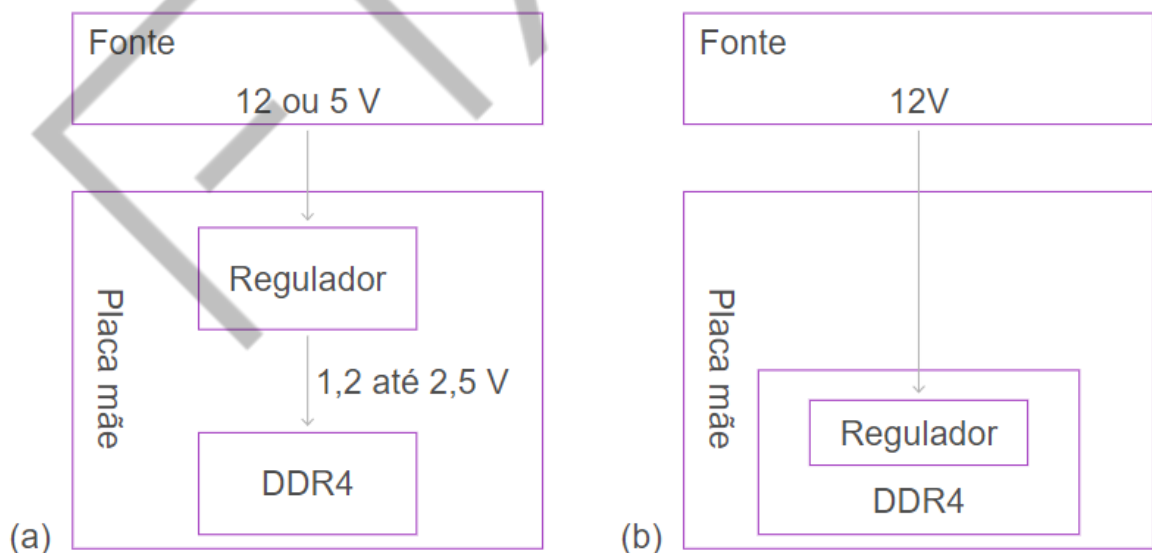 Fonte
12 ou 5 V
Placa mãe
Regulador
1,2 até 2,5 V
DDR4
(a)
Fonte
12V
Placa mãe
Regulador
DDR4
(b)